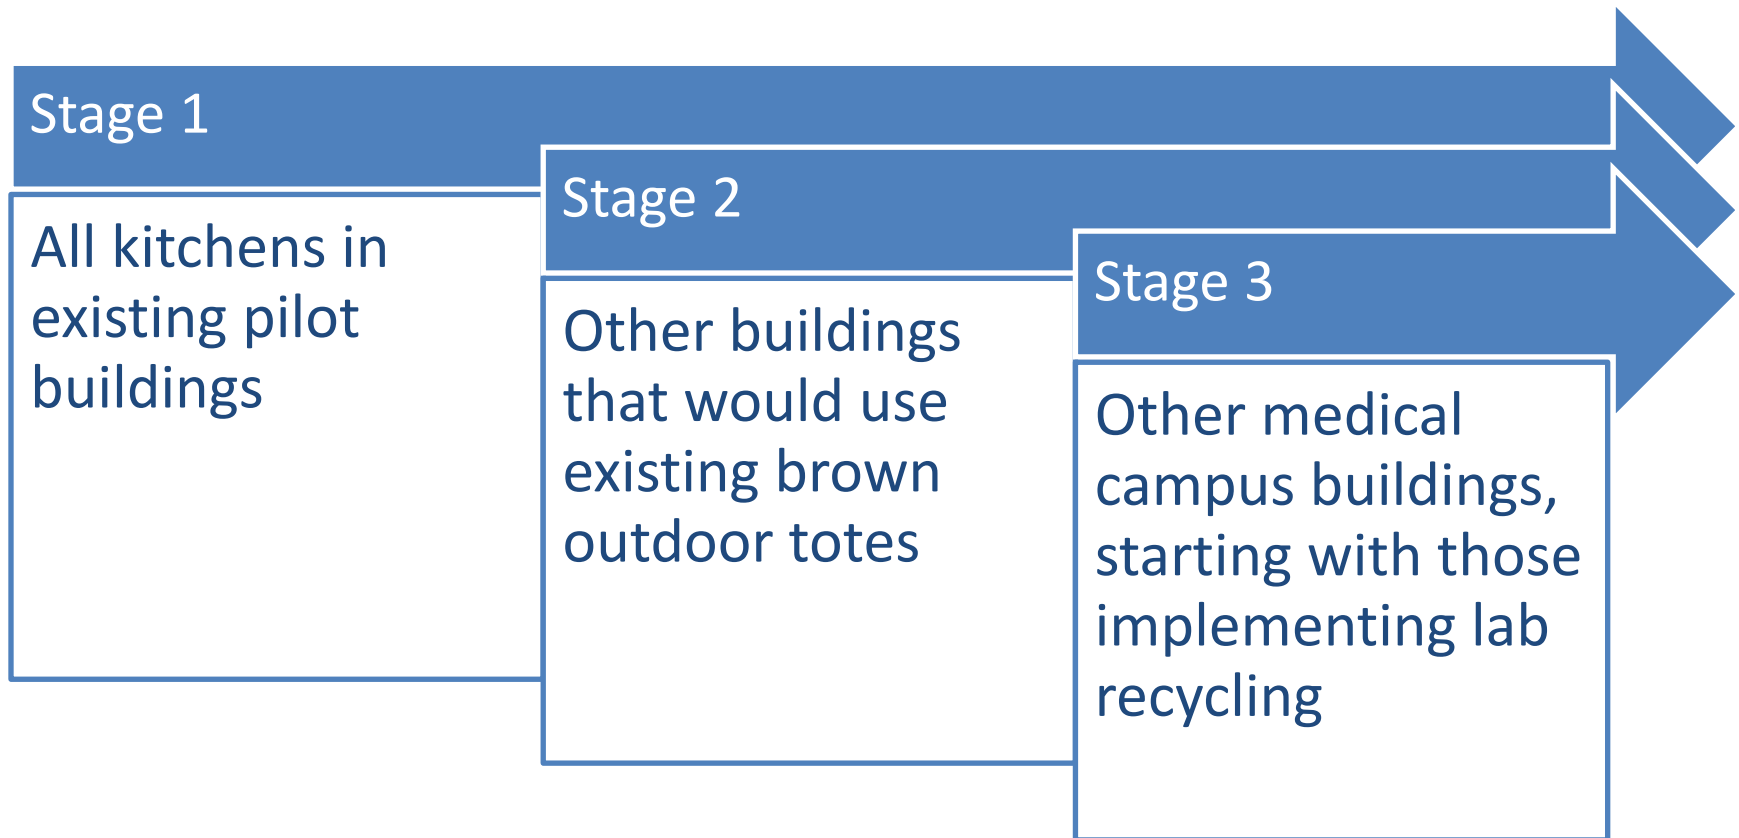 Stage 1
All kitchens in
existing pilot
buildings
Stage 2
Other buildings
that would use
existing brown
outdoor totes
Stage 3
Other medical
campus buildings,
starting with those
implementing lab
recycling